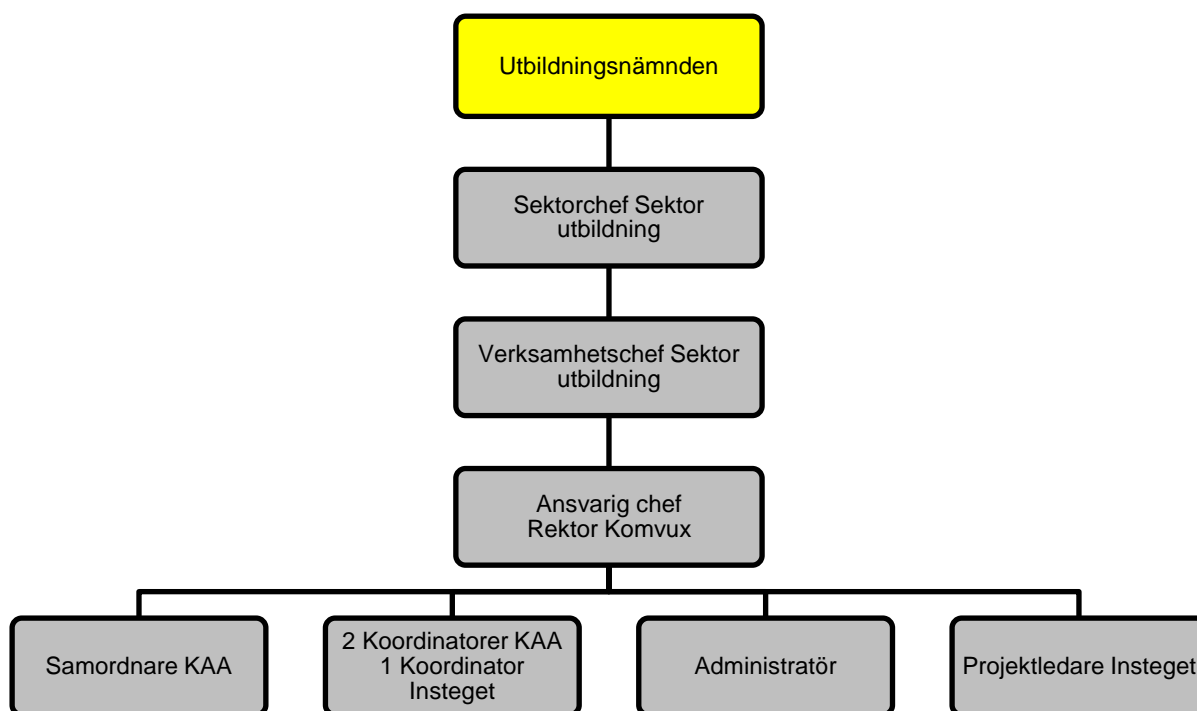 Utbildningsnämnden
Sektorchef Sektor
utbildning
Verksamhetschef Sektor
utbildning
Ansvarig chef
Rektor Komvux
Samordnare KAA
2 Koordinatorer KAA
1 Koordinator
Insteget
Administratör
Projektledare Insteget